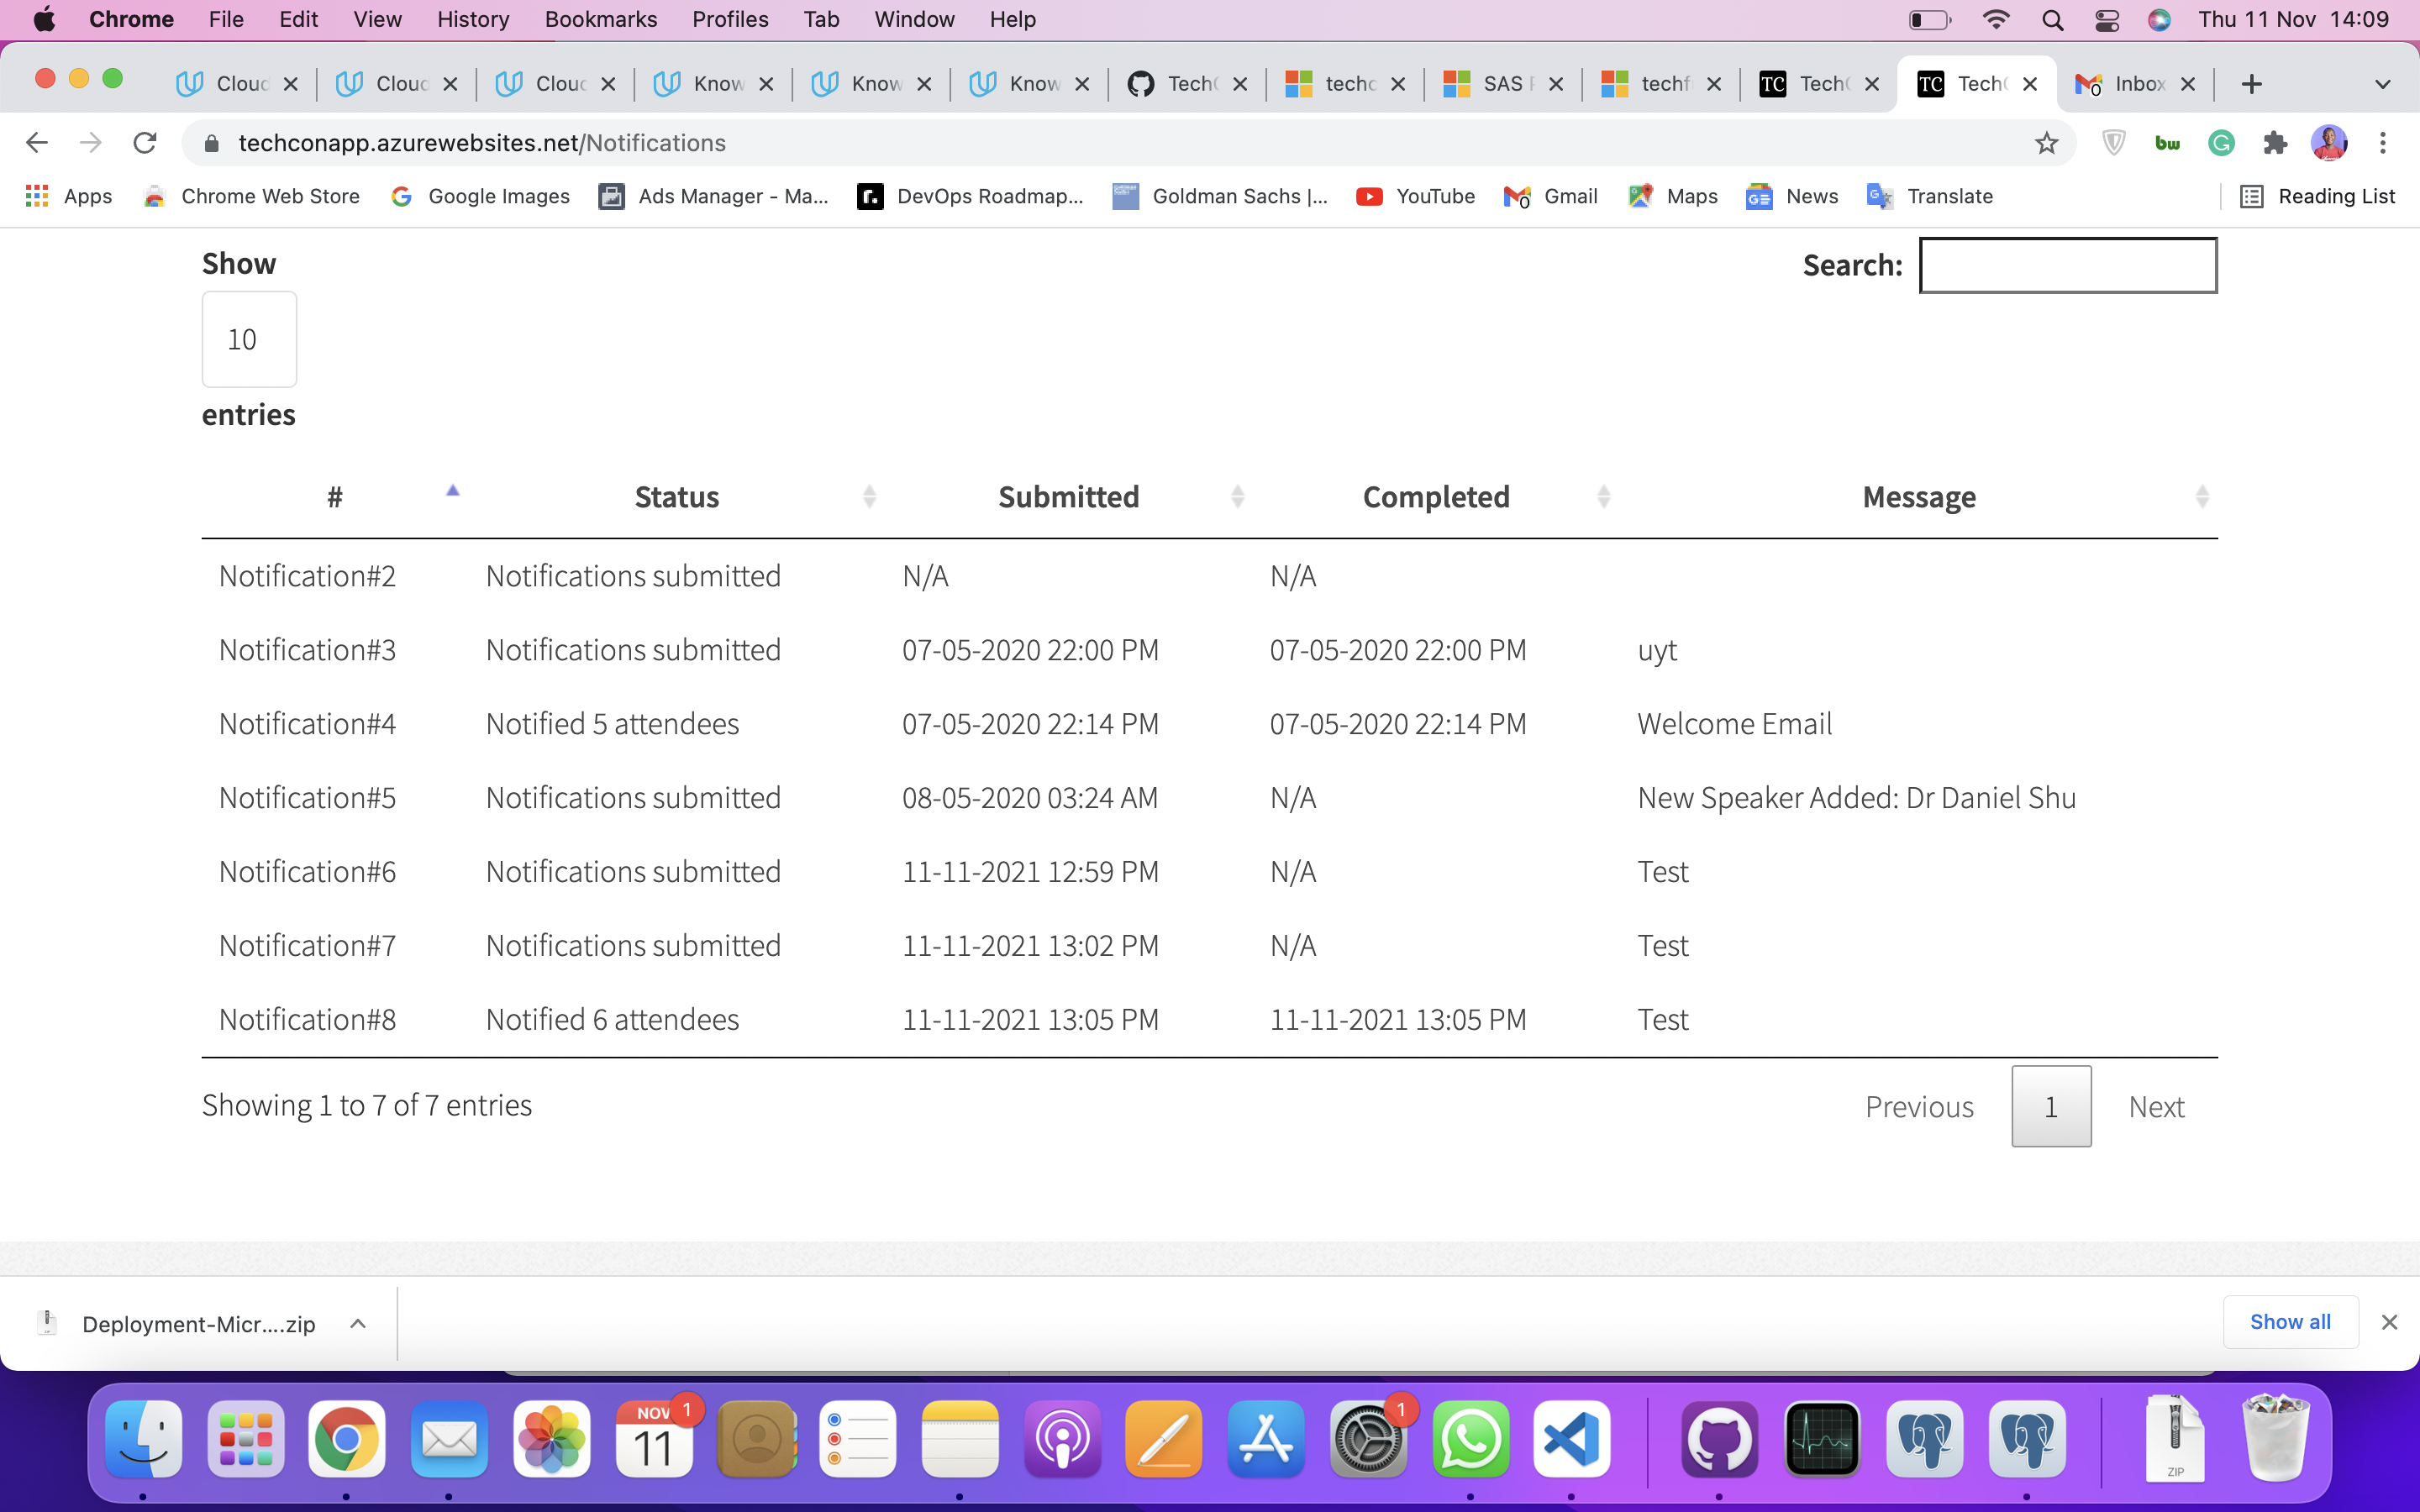 Chrome File Edit View History Bookmarks Profiles Tab Window Help Thu 11 Nov 14:09
Cloud Cloud Clou Know Know Know Tech techc SAS techf TC Tech TC Tech Inbox
techconapp.azurewebsites.net/Notifications
Apps Chrome Web Store Google Images Ads Manager - Ma... DevOps Roadmap... Goldman Sachs |... YouTube Gmail Maps News Translate Reading List
Show
Search:
10
entries
# Status Submitted Completed Message
Notification#2 Notifications submitted N/A N/A
Notification#3 Notifications submitted 07-05-2020 22:00 PM 07-05-2020 22:00 PM uyt
Notification#4 Notified 5 attendees 07-05-2020 22:14 PM 07-05-2020 22:14 PM Welcome Email
Notification#5 Notifications submitted 08-05-2020 03:24 AM N/A New Speaker Added: Dr Daniel Shu
Notification#6 Notifications submitted 11-11-2021 12:59 PM N/A Test
Notification#7 Notifications submitted 11-11-2021 13:02 PM N/A Test
Notification#8 Notified 6 attendees 11-11-2021 13:05 PM 11-11-2021 13:05 PM Test
Showing 1 to 7 of 7 entries
Previous 1 Next
Deployment-Micr....zip Show all
NOV 1
11
1
ZIP